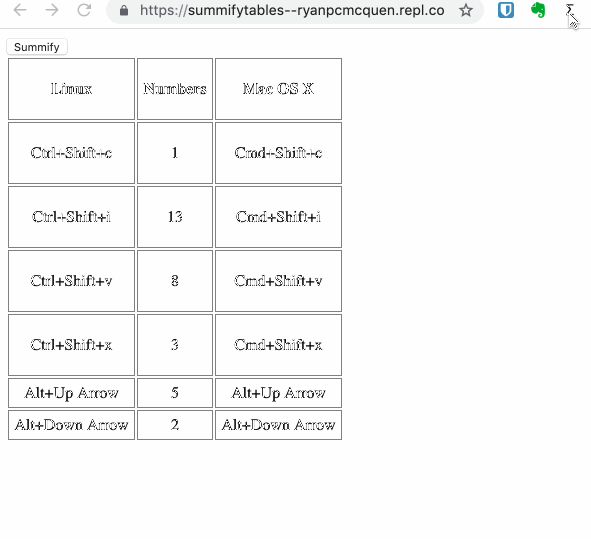 https://summifytables--ryanpcmcquen.repl.co
Summify
Linux Numbers Mac OS X
Ctrl+Shift+c 1 Cmd+Shift+c
Ctrl+Shift+i 13 Cmd+Shift+i
Ctrl+Shift+v 8 Cmd+Shift+v
Ctrl+Shift+x 3 Cmd+Shift+x
Alt+Up Arrow 5 Alt+Up Arrow
Alt+Down Arrow 2 Alt+Down Arrow